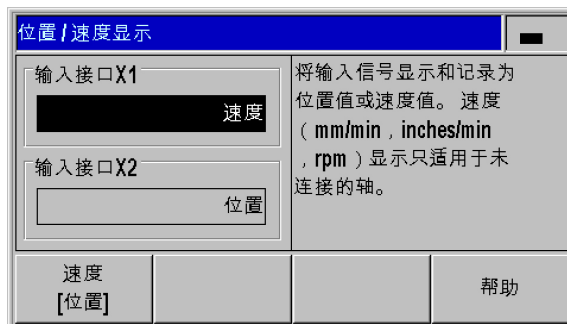 位置/速度显示
输入接口X1
速度
输入接口X2
位置
将输入信号显示和记录为
位置值或速度值。 速度
（mm/min，inches/min
，rpm）显示只适用于未
连接的轴。
速度
[位置]
帮助